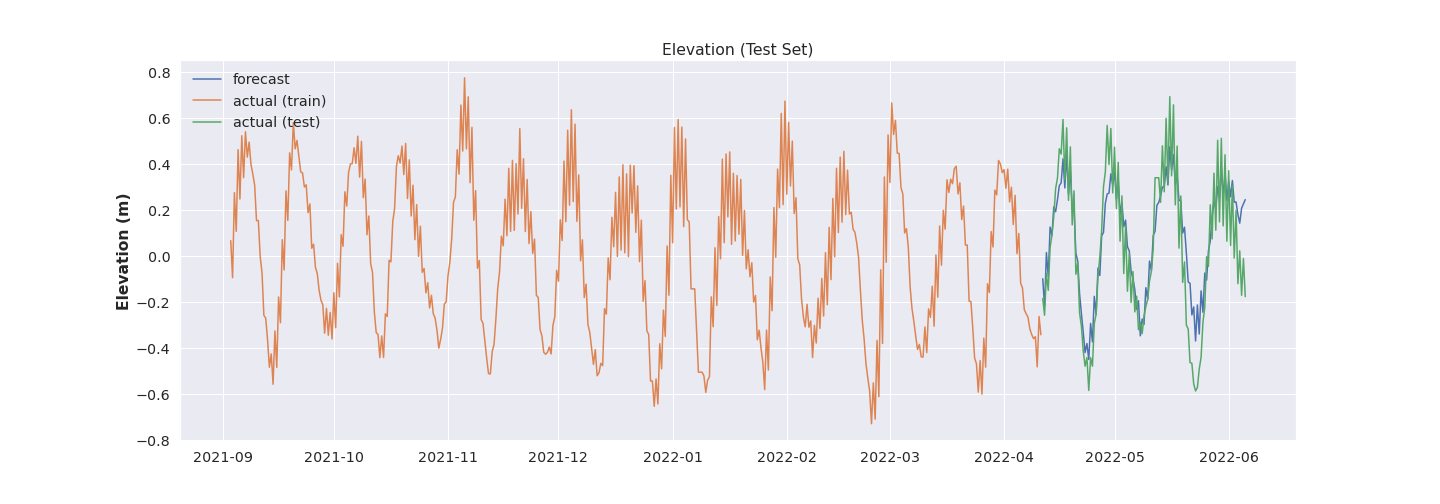 Elevation (Test Set)
forecast
actual (train)
actual (test)
Elevation (m)
0.8
0.6
0.4
0.2
0.0
−0.2
−0.4
−0.6
−0.8
2021-09 2021-10 2021-11 2021-12 2022-01 2022-02 2022-03 2022-04 2022-05 2022-06